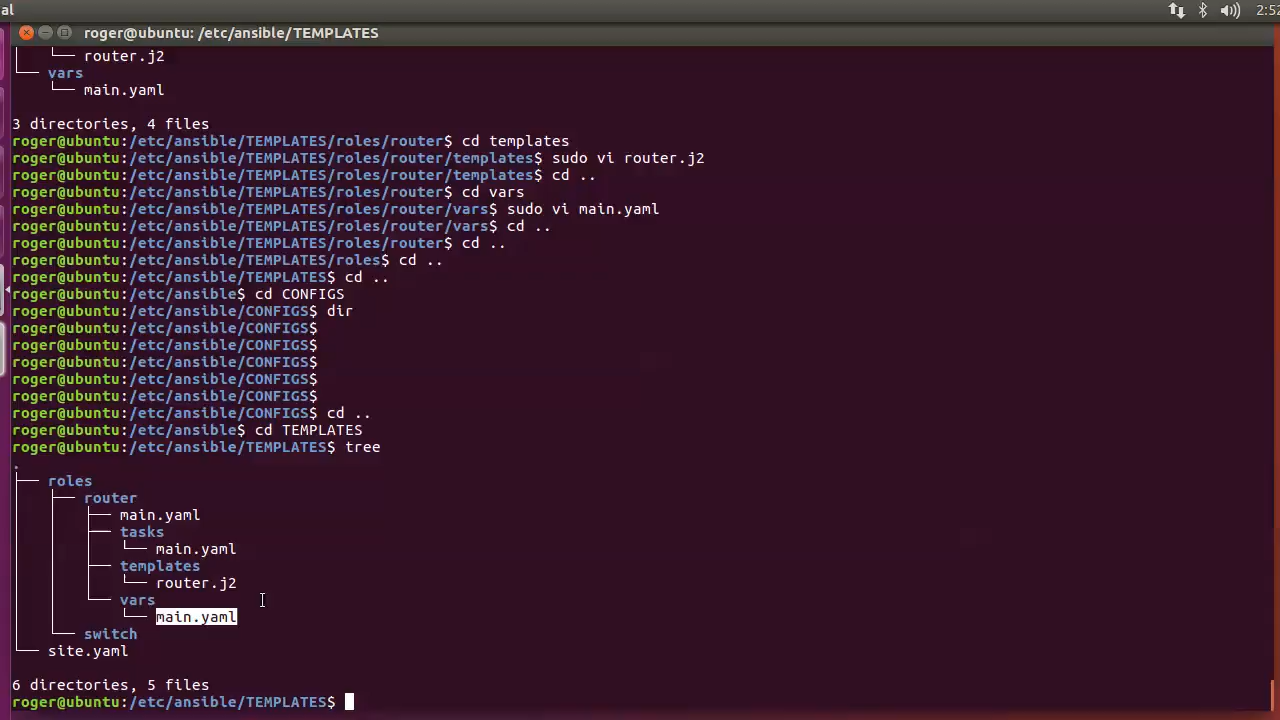 al
2:52
roger@ubuntu: /etc/ansible/TEMPLATES
│   └── router.j2
└── vars
    └── main.yaml
3 directories, 4 files
roger@ubuntu:/etc/ansible/TEMPLATES/roles/router$ cd templates
roger@ubuntu:/etc/ansible/TEMPLATES/roles/router/templates$ sudo vi router.j2
roger@ubuntu:/etc/ansible/TEMPLATES/roles/router/templates$ cd ..
roger@ubuntu:/etc/ansible/TEMPLATES/roles/router$ cd vars
roger@ubuntu:/etc/ansible/TEMPLATES/roles/router/vars$ sudo vi main.yaml
roger@ubuntu:/etc/ansible/TEMPLATES/roles/router/vars$ cd ..
roger@ubuntu:/etc/ansible/TEMPLATES/roles/router$ cd ..
roger@ubuntu:/etc/ansible/TEMPLATES/roles$ cd ..
roger@ubuntu:/etc/ansible/TEMPLATES$ cd ..
roger@ubuntu:/etc/ansible$ cd CONFIGS
roger@ubuntu:/etc/ansible/CONFIGS$ dir
roger@ubuntu:/etc/ansible/CONFIGS$
roger@ubuntu:/etc/ansible/CONFIGS$
roger@ubuntu:/etc/ansible/CONFIGS$
roger@ubuntu:/etc/ansible/CONFIGS$
roger@ubuntu:/etc/ansible/CONFIGS$
roger@ubuntu:/etc/ansible/CONFIGS$ cd ..
roger@ubuntu:/etc/ansible$ cd TEMPLATES
roger@ubuntu:/etc/ansible/TEMPLATES$ tree
.
├── roles
│   ├── router
│   │   ├── main.yaml
│   │   ├── tasks
│   │   │   └── main.yaml
│   │   ├── templates
│   │   │   └── router.j2
│   │   └── vars
│   │       └── main.yaml
│   └── switch
└── site.yaml
6 directories, 5 files
roger@ubuntu:/etc/ansible/TEMPLATES$